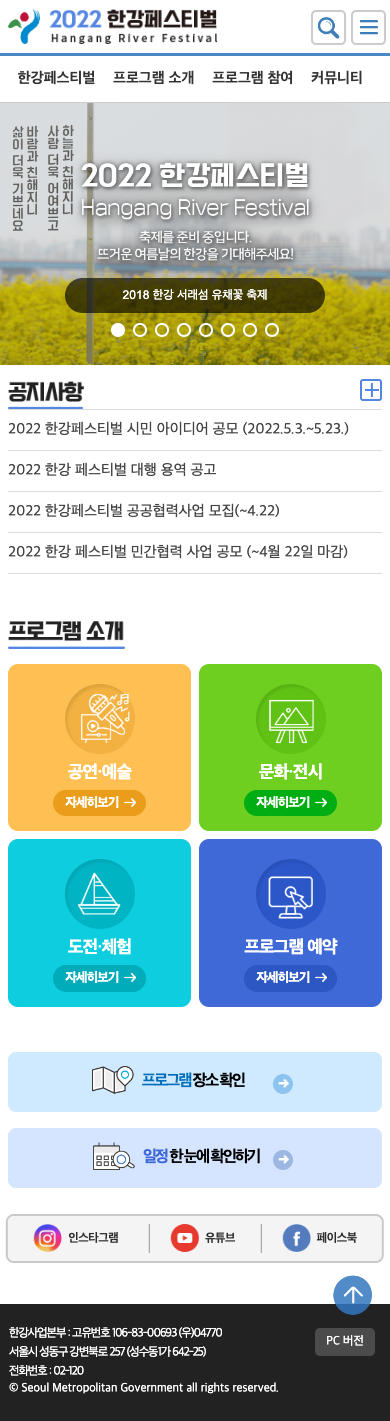 2022 한강페스티벌
Hangang River Festival
한강페스티벌 프로그램 소개 프로그램 참여 커뮤니티
하늘과 친해지니
사람 더욱 어여쁘고
바람과 친해지니
삶이 더욱 기쁘네요
2022 한강페스티벌
Hangang River Festival
축제를 준비 중입니다.
뜨거운 여름날의 한강을 기대해주세요!
2018 한강 서래섬 유채꽃 축제
공지사항
2022 한강페스티벌 시민 아이디어 공모 (2022.5.3.~5.23.)
2022 한강 페스티벌 대행 용역 공고
2022 한강페스티벌 공공협력사업 모집(~4.22)
2022 한강 페스티벌 민간협력 사업 공모 (~4월 22일 마감)
프로그램 소개
공연·예술
자세히보기
문화·전시
자세히보기
도전·체험
자세히보기
프로그램 예약
자세히보기
프로그램 장소 확인
일정 한 눈에 확인하기
인스타그램 유튜브 페이스북
한강사업본부 : 고유번호 106-83-00693 (우)04770
서울시 성동구 강변북로 257 (성수동1가 642-25)
전화번호 : 02-120
© Seoul Metropolitan Government all rights reserved.
PC 버전